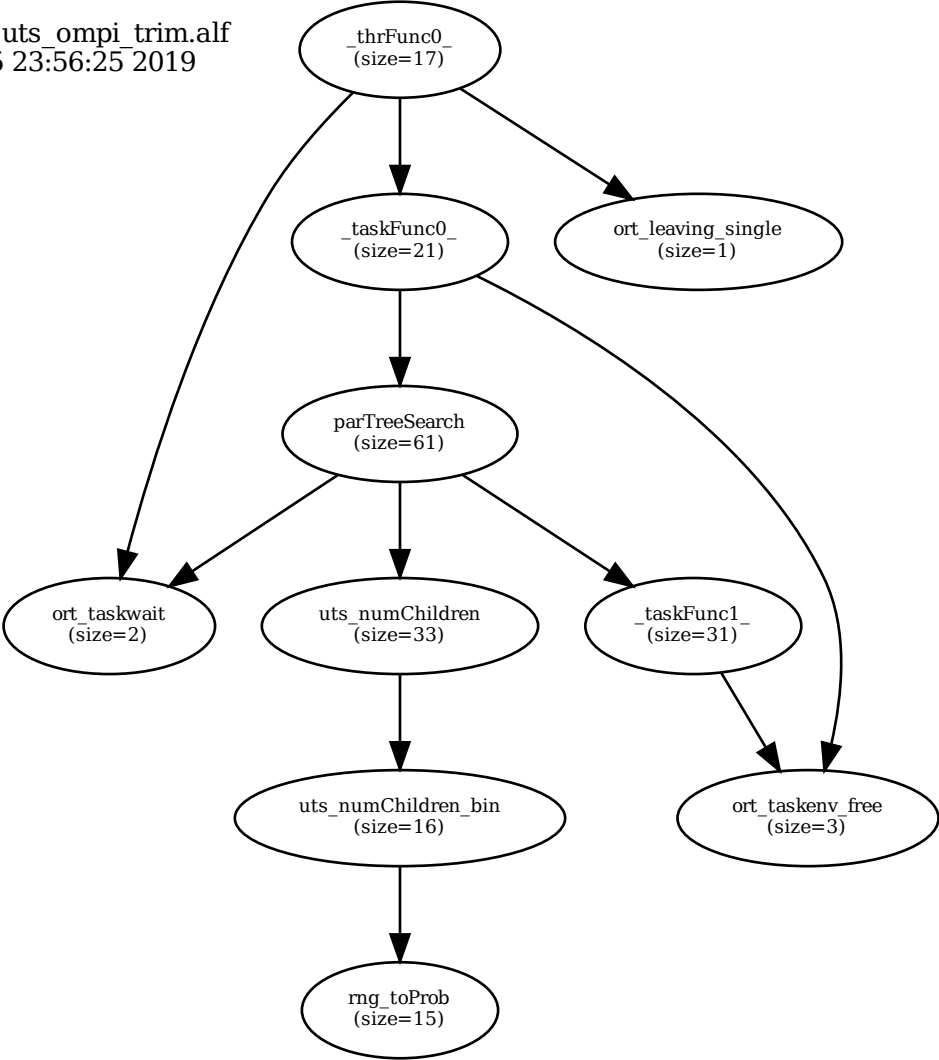 uts_ompi_trim.alf
23:56:25 2019
_thrFunc0_
(size=17)
_taskFunc0_
(size=21)
ort_leaving_single
(size=1)
parTreeSearch
(size=61)
ort_taskwait
(size=2)
uts_numChildren
(size=33)
_taskFunc1_
(size=31)
uts_numChildren_bin
(size=16)
ort_taskenv_free
(size=3)
rng_toProb
(size=15)